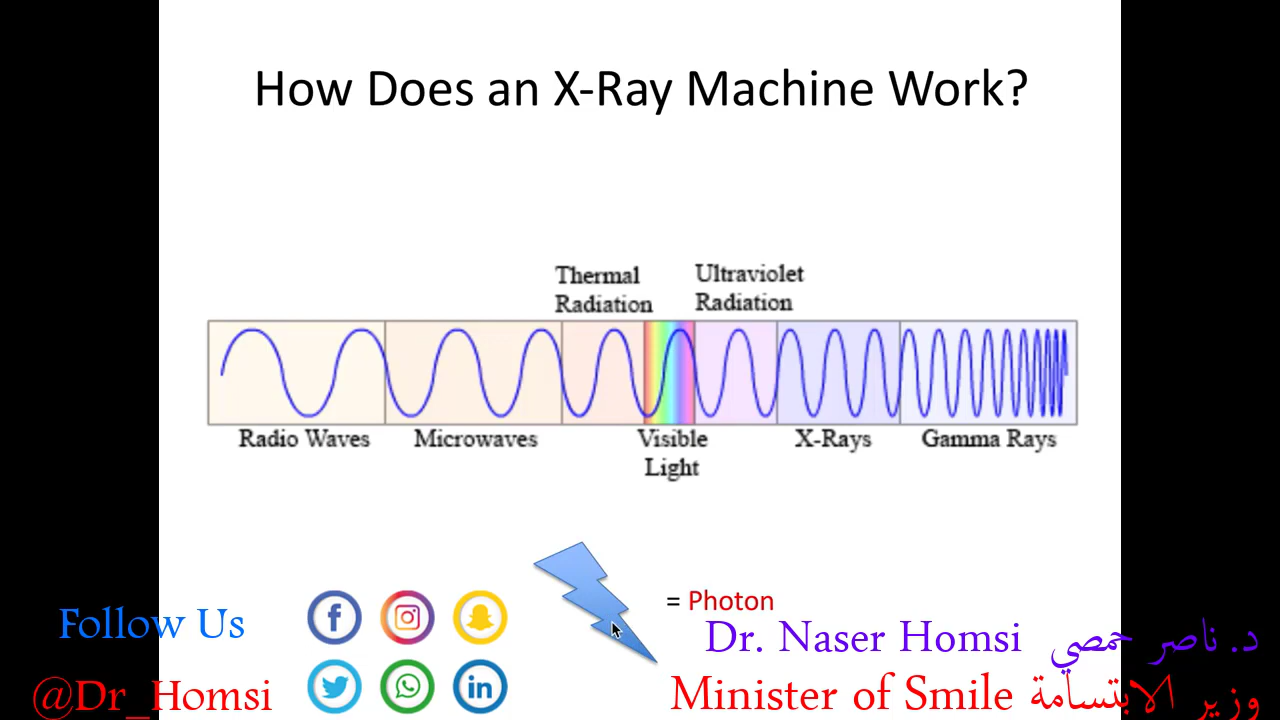 How Does an X-Ray Machine Work?
Thermal
Radiation
Ultraviolet
Radiation
Radio Waves
Microwaves
Visible
Light
X-Rays
Gamma Rays
= Photon
Follow Us
@Dr_Homsi
Dr. Naser Homsi د. ناصر حمصي
Minister of Smile وزير الابتسامة